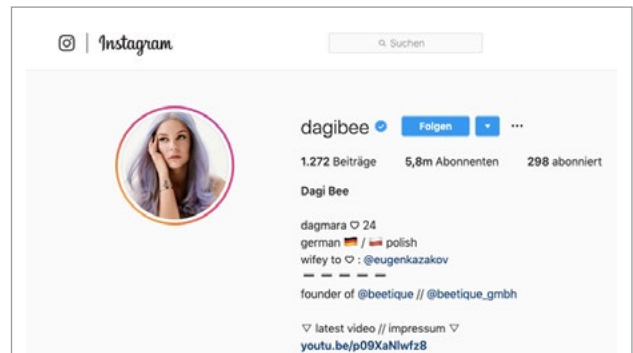 Instagram
Suchen
dagibee Folgen ...
1.272 Beiträge 5,8m Abonnenten 298 abonniert
Dagi Bee
dagmara ♡ 24
german 🇩🇪 / 🇵🇱 polish
wifey to ♡ : @eugenkazakov
— — — — —
founder of @beetique // @beetique_gmbh
▽ latest video // impressum ▽
youtu.be/p09XaNlwfz8